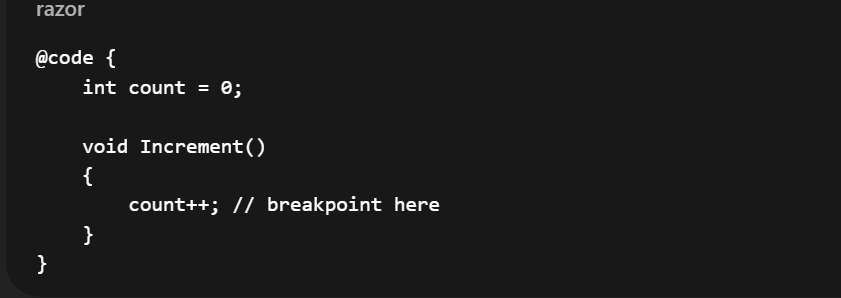 razor
@code {
    int count = 0;

    void Increment()
    {
        count++; // breakpoint here
    }
}